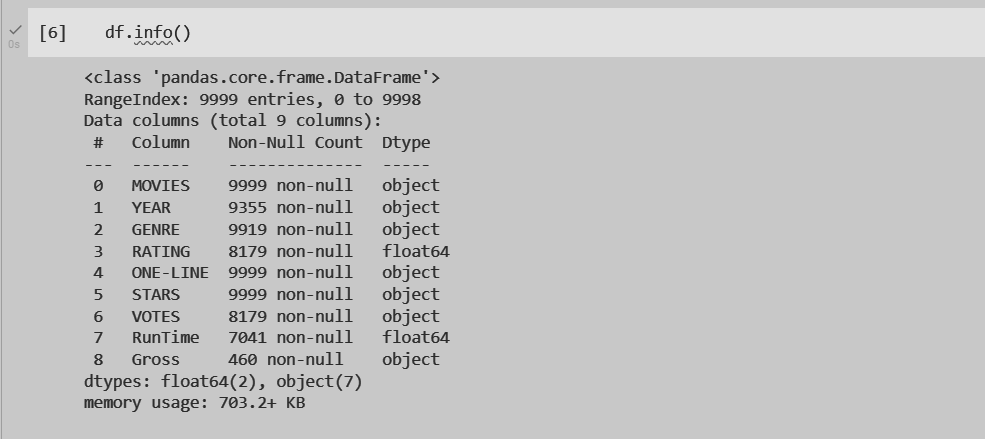 [6] df.info()
0s
<class 'pandas.core.frame.DataFrame'>
RangeIndex: 9999 entries, 0 to 9998
Data columns (total 9 columns):
 #   Column    Non-Null Count  Dtype
---  ------    --------------  -----
 0   MOVIES    9999 non-null   object
 1   YEAR      9355 non-null   object
 2   GENRE     9919 non-null   object
 3   RATING    8179 non-null   float64
 4   ONE-LINE  9999 non-null   object
 5   STARS     9999 non-null   object
 6   VOTES     8179 non-null   object
 7   RunTime   7041 non-null   float64
 8   Gross     460 non-null    object
dtypes: float64(2), object(7)
memory usage: 703.2+ KB